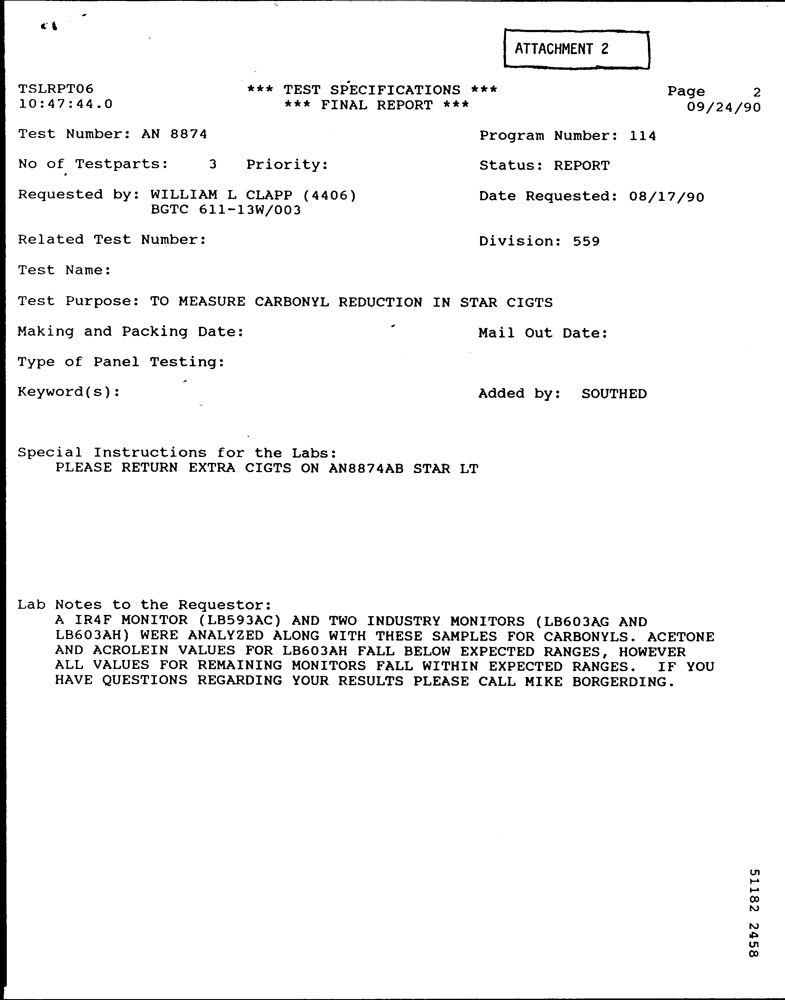 ATTACHMENT 2
TSLRPT06 *** TEST SPECIFICATIONS *** Page 2
10:47:44.0 *** FINAL REPORT *** 09/24/90
Test Number: AN 8874 Program Number: 114
No of Testparts: 3 Priority: Status: REPORT
Requested by: WILLIAM L CLAPP (4406) Date Requested: 08/17/90
BGTC 611-13W/003
Related Test Number: Division: 559
Test Name:
Test Purpose: TO MEASURE CARBONYL REDUCTION IN STAR CIGTS
Making and Packing Date: Mail Out Date:
Type of Panel Testing:
Keyword(s): Added by: SOUTHED
Special Instructions for the Labs:
PLEASE RETURN EXTRA CIGTS ON AN8874AB STAR LT
Lab Notes to the Requestor:
A IR4F MONITOR (LB593AC) AND TWO INDUSTRY MONITORS (LB603AG AND
LB603AH) WERE ANALYZED ALONG WITH THESE SAMPLES FOR CARBONYLS. ACETONE
AND ACROLEIN VALUES FOR LB603AH FALL BELOW EXPECTED RANGES, HOWEVER
ALL VALUES FOR REMAINING MONITORS FALL WITHIN EXPECTED RANGES. IF YOU
HAVE QUESTIONS REGARDING YOUR RESULTS PLEASE CALL MIKE BORGERDING.
51182 2458